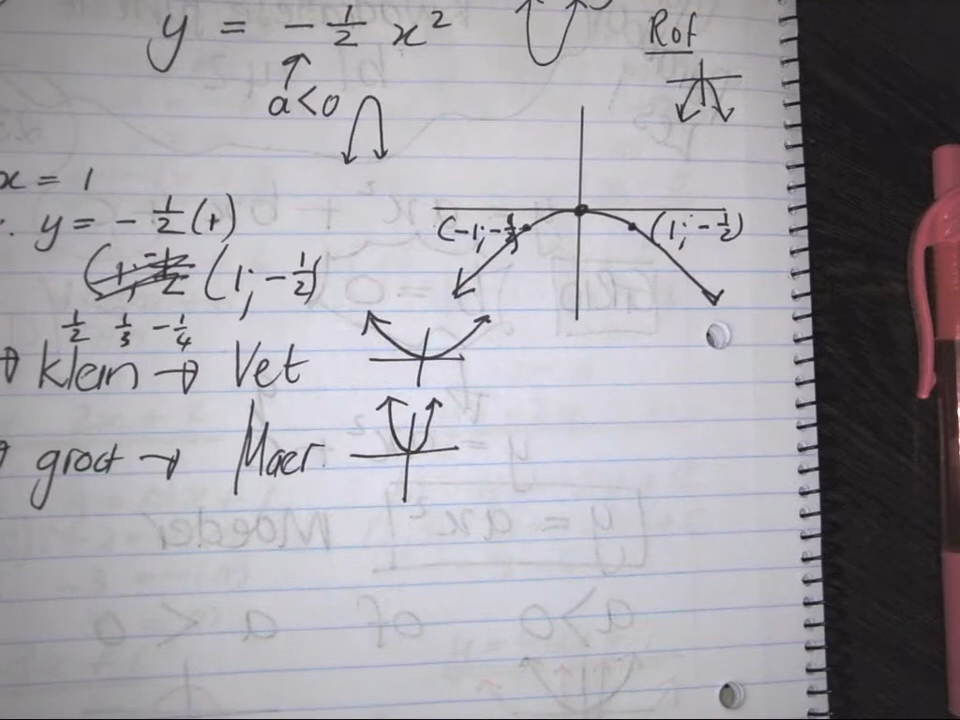 y = - 1/2 x²
Rof
a<0
x = 1
y = - 1/2 (1)
(1; -1/2)
(-1; -1/2)
(1; -1/2)
1/2 1/3 -1/4
klein → Vet
groot → Maer